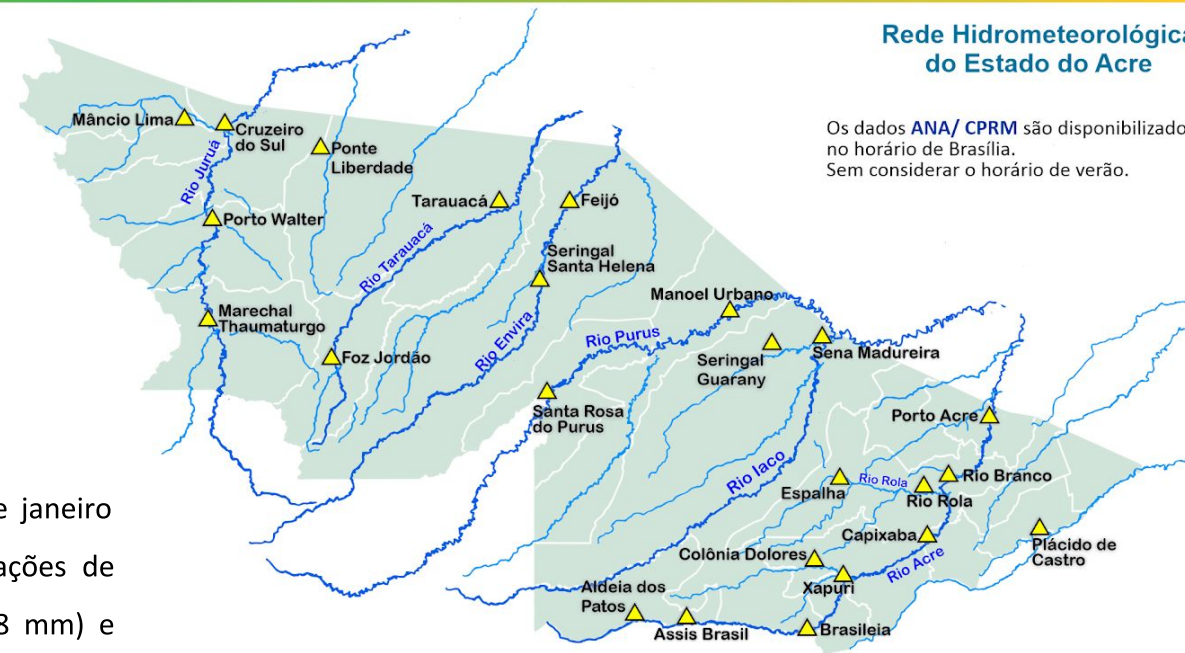 Rede Hidrometeorológica
do Estado do Acre
Os dados ANA/ CPRM são disponibilizado
no horário de Brasília.
Sem considerar o horário de verão.
Mâncio Lima
Cruzeiro
do Sul
Ponte
Liberdade
Rio Juruá
Porto Walter
Tarauacá
Feijó
Rio Tarauacá
Seringal
Santa Helena
Marechal
Thaumaturgo
Foz Jordão
Rio Envira
Manoel Urbano
Rio Purus
Seringal
Guarany
Sena Madureira
Santa Rosa
do Purus
Porto Acre
Rio Iaco
Espalha
Rio Rola
Rio Rola
Rio Branco
Capixaba
Plácido de
Castro
Colônia Dolores
Rio Acre
Xapuri
Aldeia dos
Patos
Assis Brasil
Brasileia
e janeiro
ações de
8 mm) e